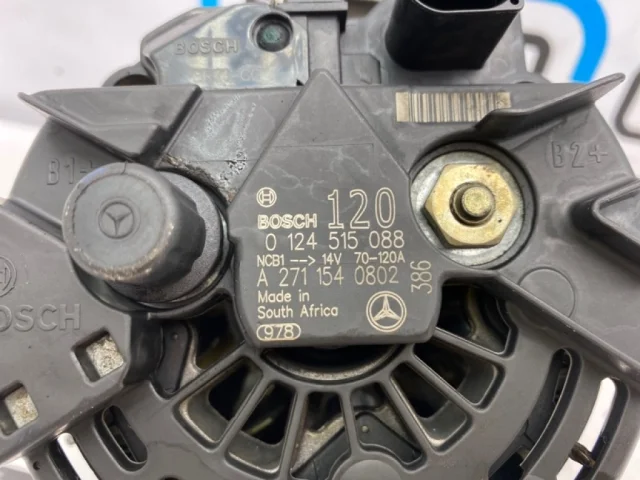 BOSCH
B1+
B2+
BOSCH 120
0 124 515 088
NCB1 --> 14V 70-120A
A 271 154 0802
386
Made in
South Africa
978
BOSCH